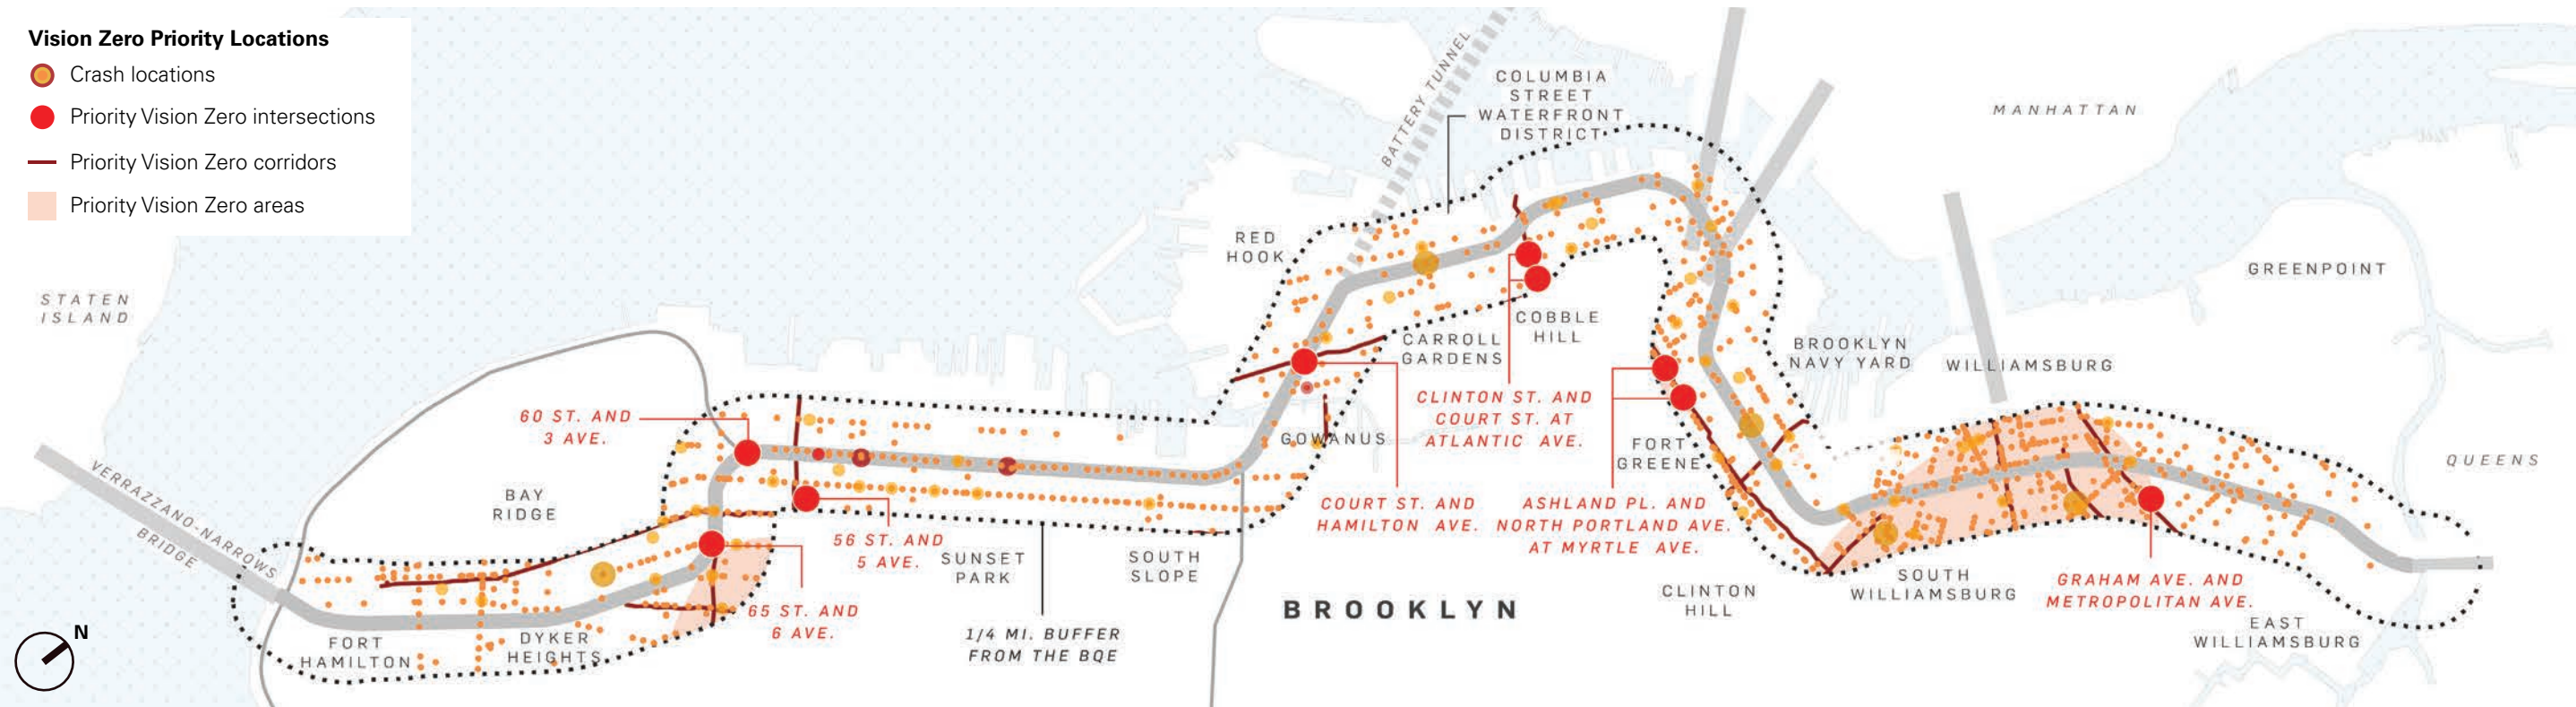 Vision Zero Priority Locations
Crash locations
Priority Vision Zero intersections
Priority Vision Zero corridors
Priority Vision Zero areas
STATEN
ISLAND
VERRAZZANO-NARROWS
BRIDGE
N
FORT
HAMILTON
DYKER
HEIGHTS
BAY
RIDGE
60 ST. AND
3 AVE.
56 ST. AND
5 AVE.
65 ST. AND
6 AVE.
SUNSET
PARK
1/4 MI. BUFFER
FROM THE BQE
SOUTH
SLOPE
BROOKLYN
GOWANUS
RED
HOOK
BATTERY TUNNEL
COLUMBIA
STREET
WATERFRONT
DISTRICT
CARROLL
GARDENS
COBBLE
HILL
CLINTON ST. AND
COURT ST. AT
ATLANTIC AVE.
COURT ST. AND
HAMILTON AVE.
ASHLAND PL. AND
NORTH PORTLAND AVE.
AT MYRTLE AVE.
FORT
GREENE
CLINTON
HILL
BROOKLYN
NAVY YARD
WILLIAMSBURG
SOUTH
WILLIAMSBURG
GRAHAM AVE. AND
METROPOLITAN AVE.
EAST
WILLIAMSBURG
MANHATTAN
GREENPOINT
QUEENS